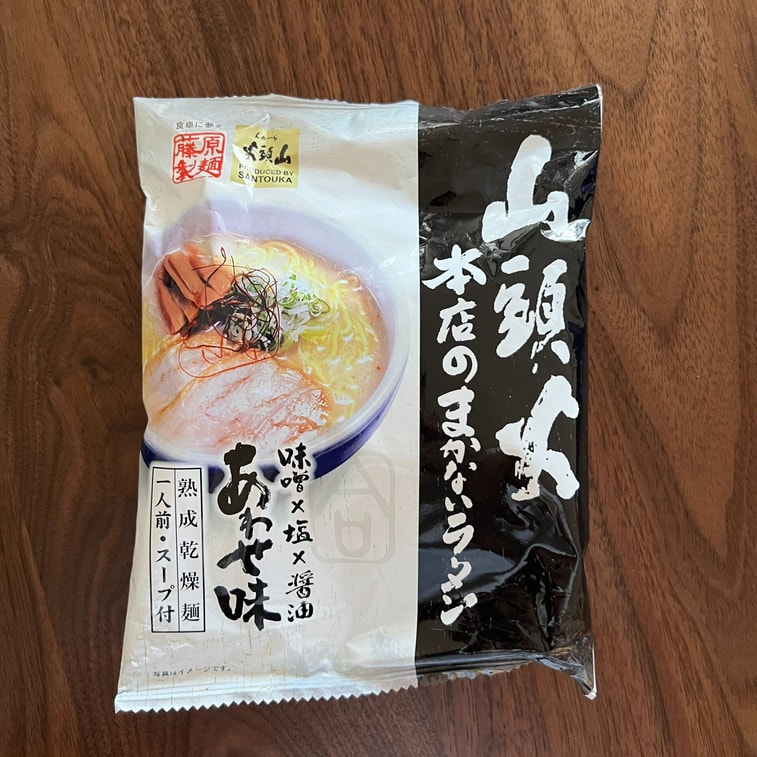 食卓に夢を
藤原製麺
らーめん
山頭火
PRODUCED BY
SANTOUKA
山頭火
本店のまかないラーメン
味噌×塩×醤油
あわせ味
熟成乾燥麺
一人前・スープ付
写真はイメージです。